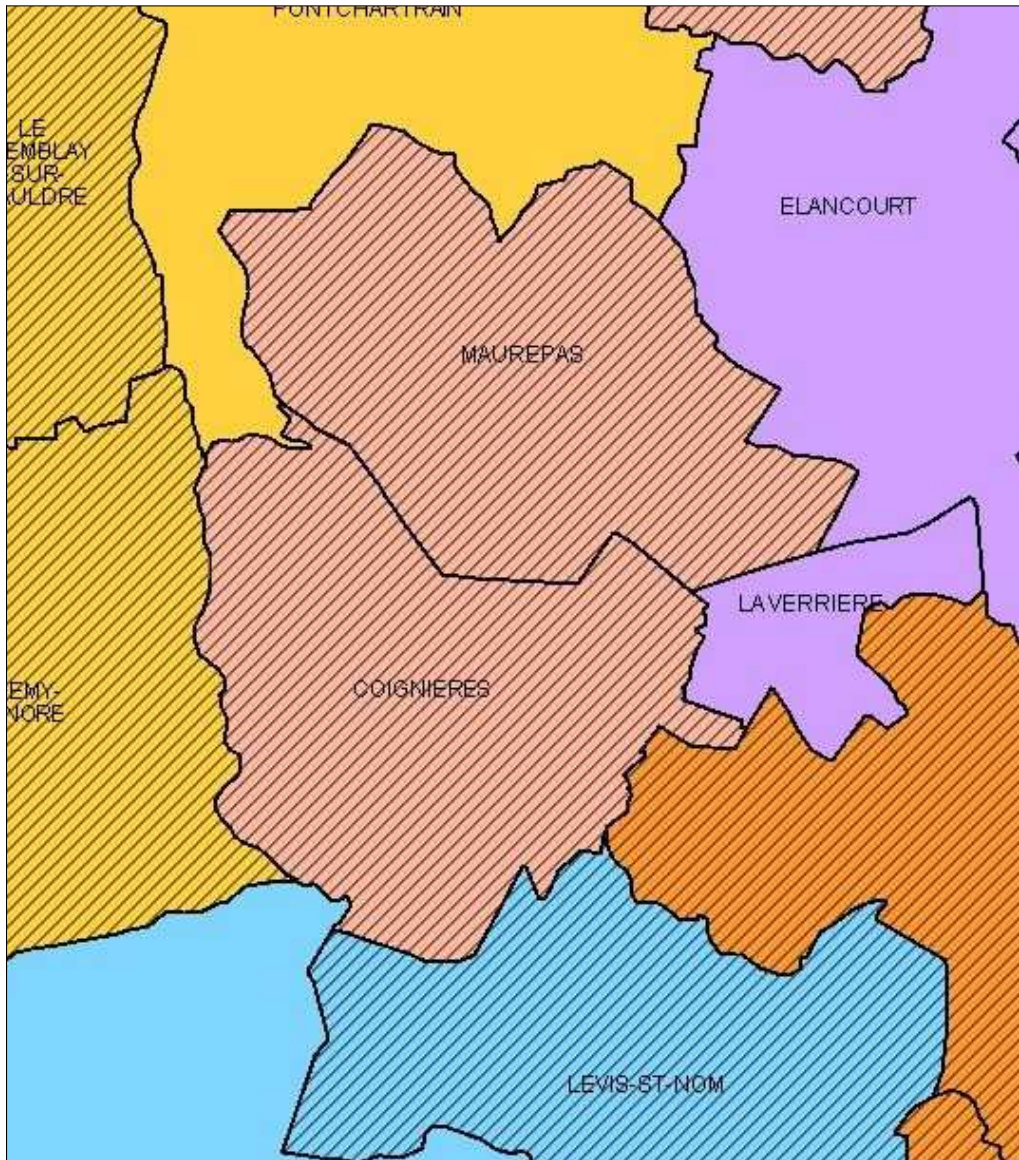 PONTCHARTRAIN
LE
EMBLAY
SUR-
ULDRE
ELANCOURT
MAUREPAS
LAVERRIERE
COIGNIERES
EMY-
NORE
LEVIS-ST-NOM